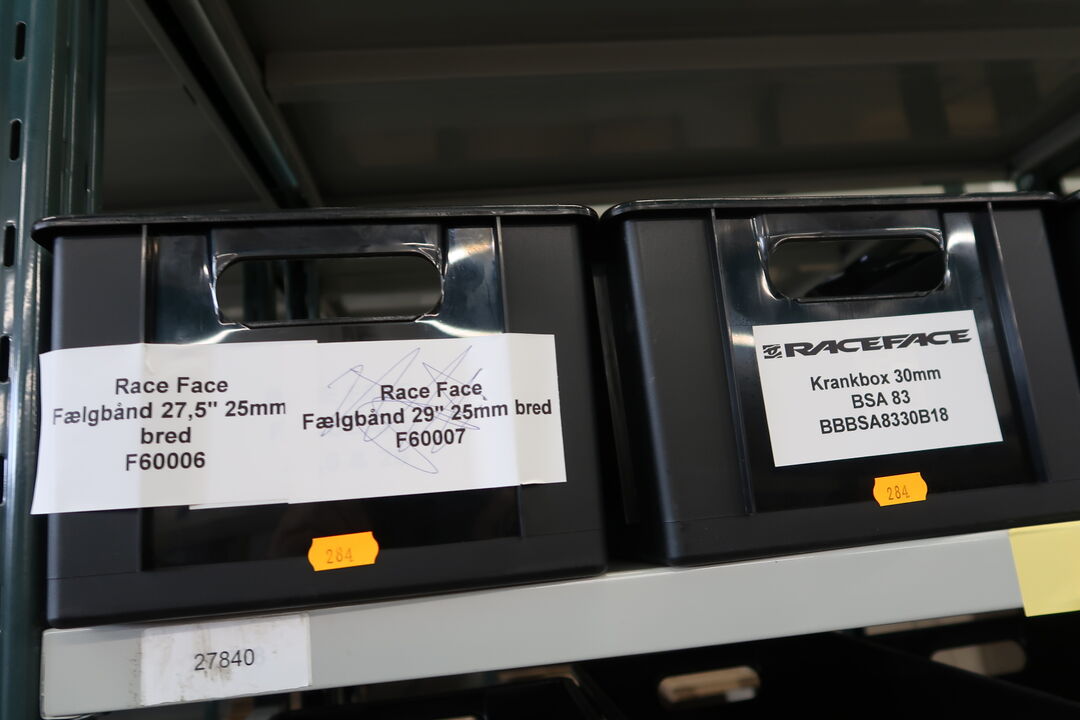 Race Face
Fælgbånd 27,5" 25mm
bred
F60006
Race Face
Fælgbånd 29" 25mm bred
F60007
RACEFACE
Krankbox 30mm
BSA 83
BBBSA8330B18
284
284
27840